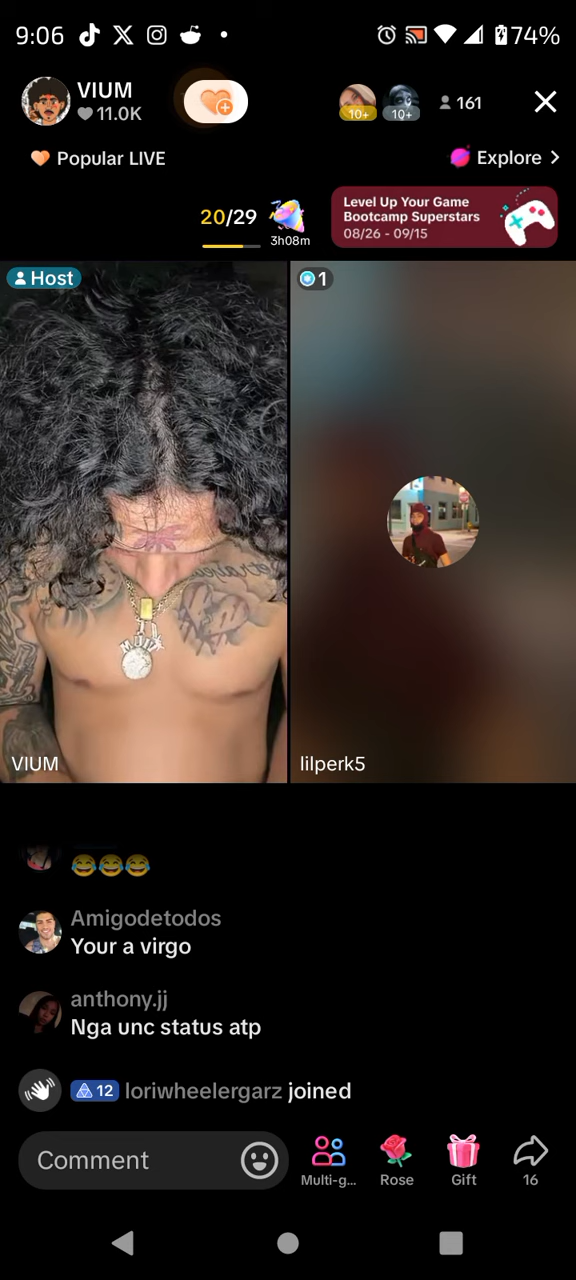 9:06
74%
VIUM
11.0K
10+
10+
161
Popular LIVE
Explore
20/29
3h08m
Level Up Your Game
Bootcamp Superstars
08/26 - 09/15
Host
1
VIUM
lilperk5
😂😂😂
Amigodetodos
Your a virgo
anthony.jj
Nga unc status atp
12 loriwheelergarz joined
Comment
Multi-g...
Rose
Gift
16